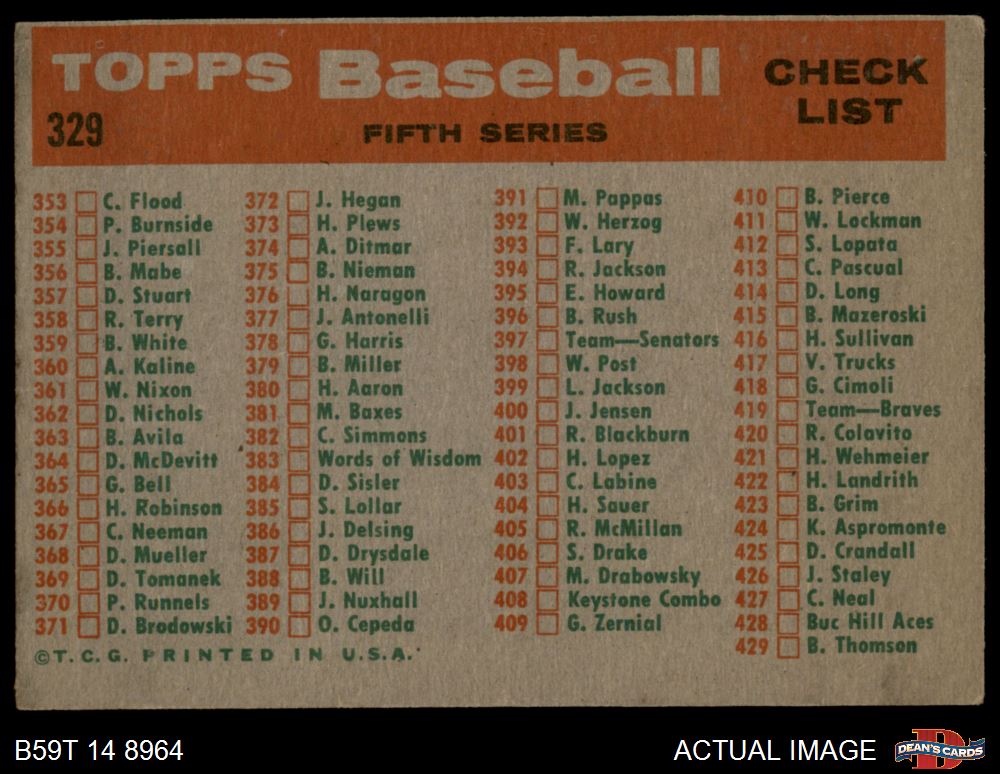 TOPPS Baseball CHECK LIST
329
FIFTH SERIES
353 C. Flood
354 P. Burnside
355 J. Piersall
356 B. Mabe
357 D. Stuart
358 R. Terry
359 B. White
360 A. Kaline
361 W. Nixon
362 D. Nichols
363 B. Avila
364 D. McDevitt
365 G. Bell
366 H. Robinson
367 C. Neeman
368 D. Mueller
369 D. Tomanek
370 P. Runnels
371 D. Brodowski
372 J. Hegan
373 H. Plews
374 A. Ditmar
375 B. Nieman
376 H. Naragon
377 J. Antonelli
378 G. Harris
379 B. Miller
380 H. Aaron
381 M. Baxes
382 C. Simmons
383 Words of Wisdom
384 D. Sisler
385 S. Lollar
386 J. Delsing
387 D. Drysdale
388 B. Will
389 J. Nuxhall
390 O. Cepeda
391 M. Pappas
392 W. Herzog
393 F. Lary
394 R. Jackson
395 E. Howard
396 B. Rush
397 Team—Senators
398 W. Post
399 L. Jackson
400 J. Jensen
401 R. Blackburn
402 H. Lopez
403 C. Labine
404 H. Sauer
405 R. McMillan
406 S. Drake
407 M. Drabowsky
408 Keystone Combo
409 G. Zernial
410 B. Pierce
411 W. Lockman
412 S. Lopata
413 C. Pascual
414 D. Long
415 B. Mazeroski
416 H. Sullivan
417 V. Trucks
418 G. Cimoli
419 Team—Braves
420 R. Colavito
421 H. Wehmeier
422 H. Landrith
423 B. Grim
424 K. Aspromonte
425 D. Crandall
426 J. Staley
427 C. Neal
428 Buc Hill Aces
429 B. Thomson
©T.C.G. PRINTED IN U.S.A.
B59T 14 8964
ACTUAL IMAGE
DEAN'S CARDS